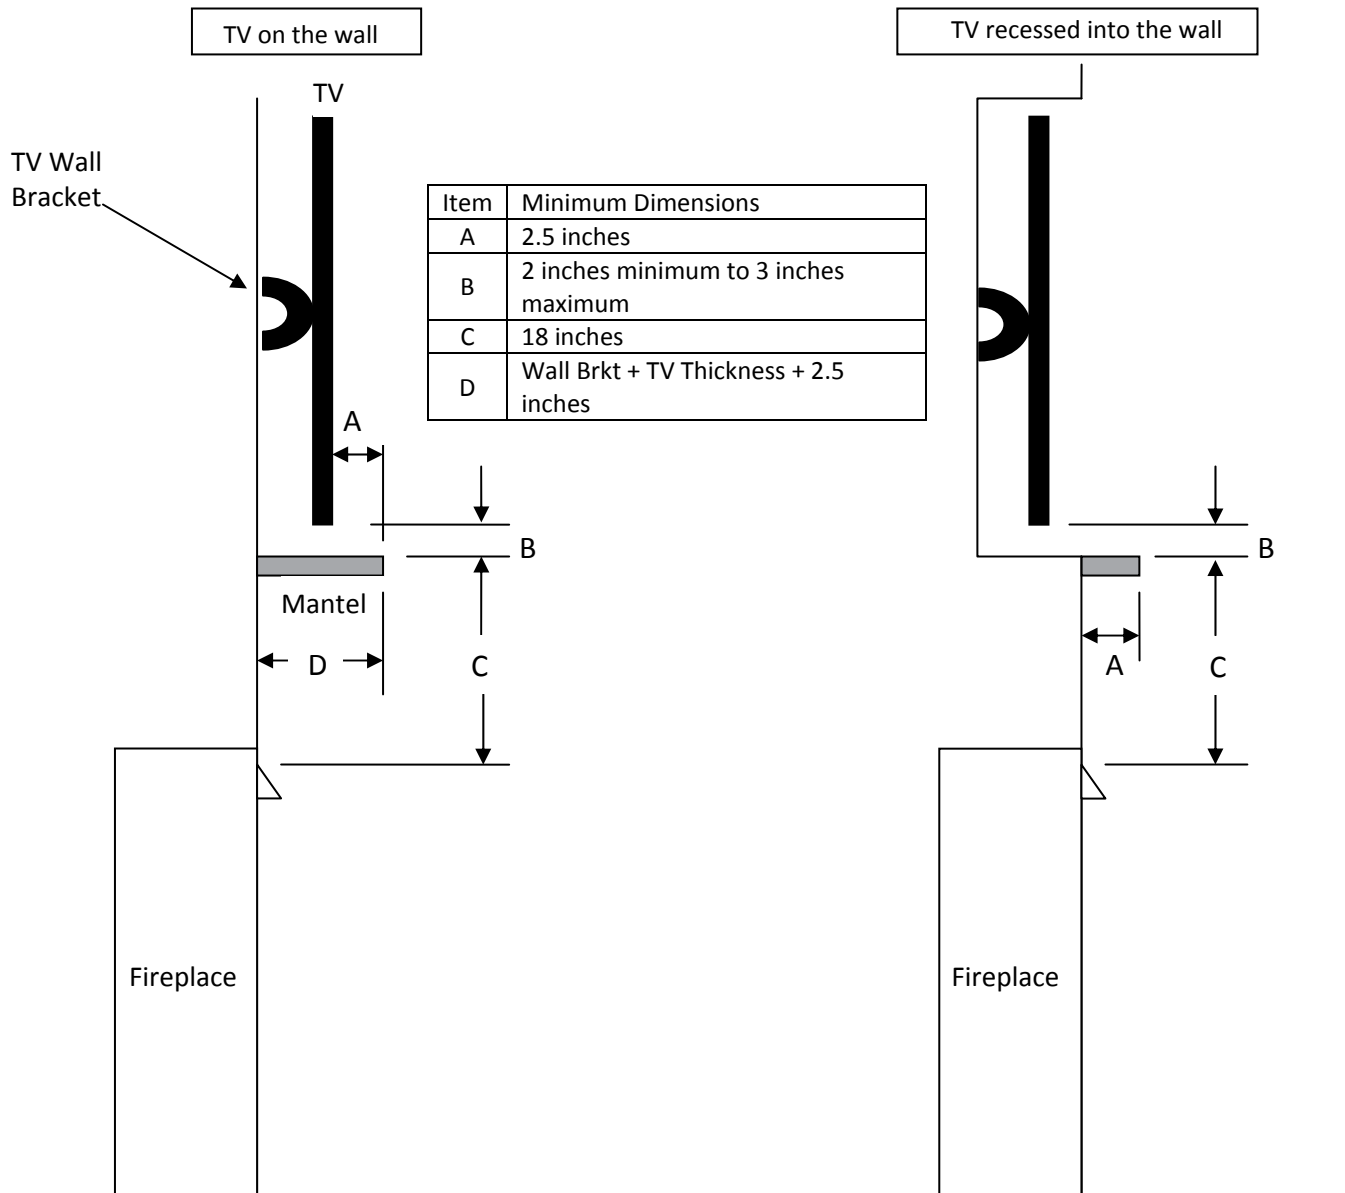 TV on the wall
TV recessed into the wall
TV
TV Wall
Bracket
Item Minimum Dimensions
A 2.5 inches
B 2 inches minimum to 3 inches
maximum
C 18 inches
D Wall Brkt + TV Thickness + 2.5
inches
A
B
Mantel
D
C
Fireplace
B
A
C
Fireplace